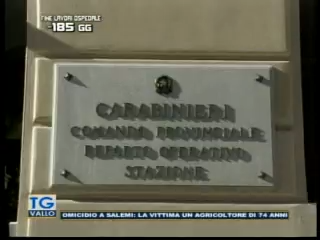 FINE LAVORI OSPEDALE
-185 GG
CARABINIERI
COMANDO PROVINCIALE
REPARTO OPERATIVO
STAZIONE
TG
VALLO
OMICIDIO A SALEMI: LA VITTIMA UN AGRICOLTORE DI 74 ANNI